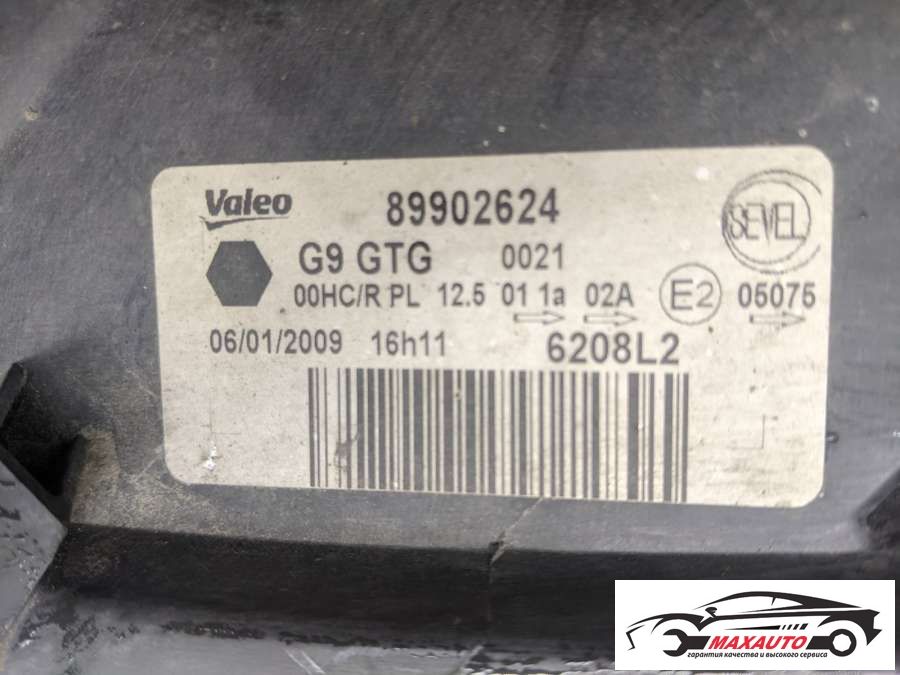 Valeo 89902624 SEVEL
G9 GTG 0021
00HC/R PL 12.5 01 1a 02A E2 05075
06/01/2009 16h11 6208L2
MAXAUTO
гарантия качества и высокого сервиса